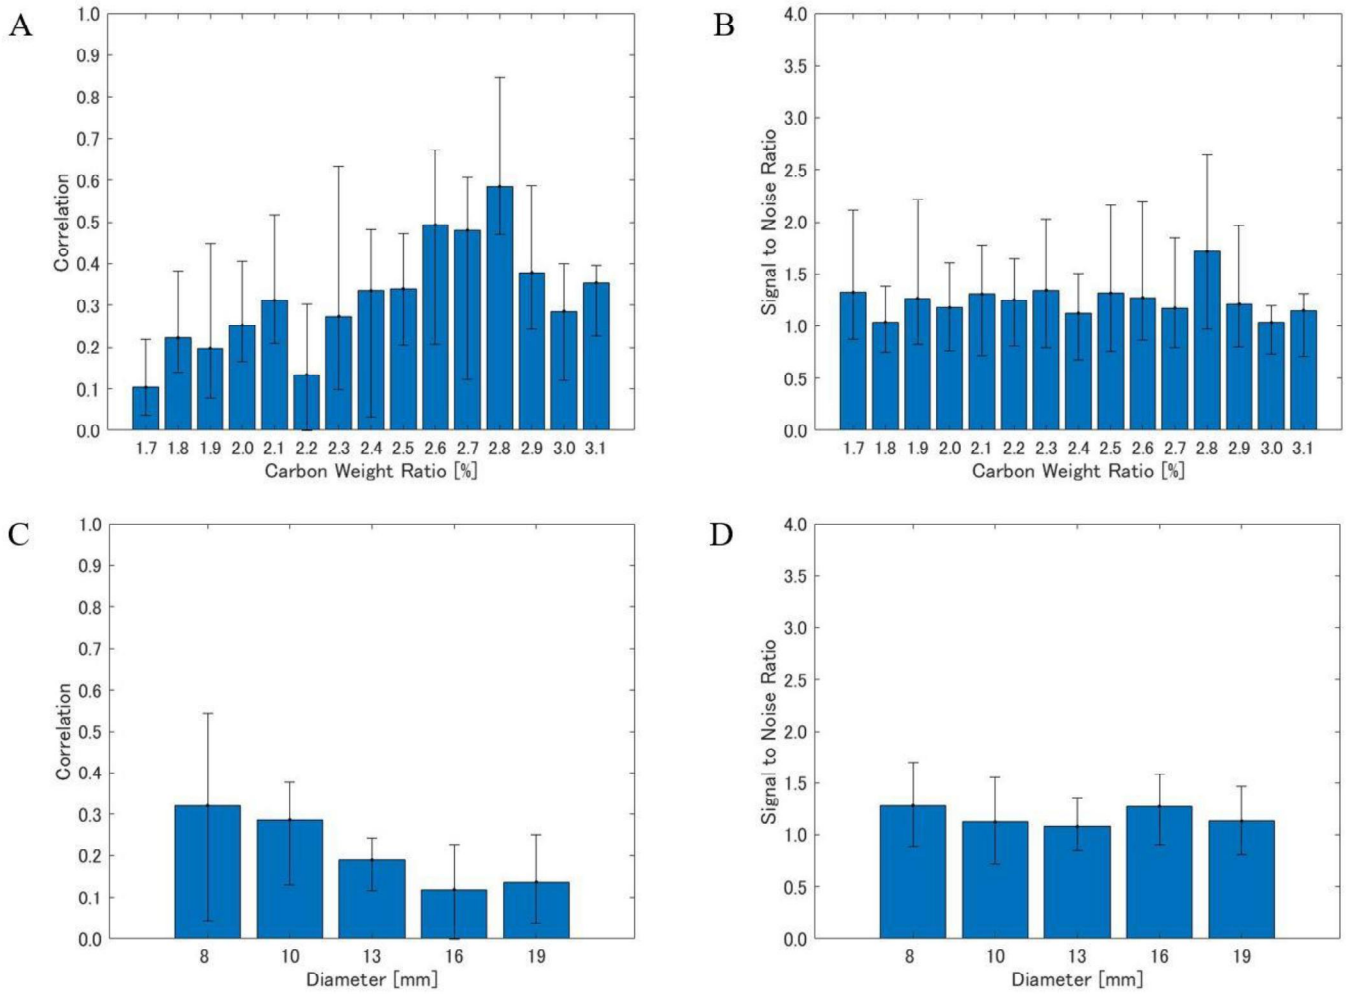 A
1.0
0.9
0.8
0.7
0.6
0.5
0.4
0.3
0.2
0.1
0.0
Correlation
1.7 1.8 1.9 2.0 2.1 2.2 2.3 2.4 2.5 2.6 2.7 2.8 2.9 3.0 3.1
Carbon Weight Ratio [%]
B
4.0
3.5
3.0
2.5
2.0
1.5
1.0
0.5
0.0
Signal to Noise Ratio
1.7 1.8 1.9 2.0 2.1 2.2 2.3 2.4 2.5 2.6 2.7 2.8 2.9 3.0 3.1
Carbon Weight Ratio [%]
C
1.0
0.9
0.8
0.7
0.6
0.5
0.4
0.3
0.2
0.1
0.0
Correlation
8 10 13 16 19
Diameter [mm]
D
4.0
3.5
3.0
2.5
2.0
1.5
1.0
0.5
0.0
Signal to Noise Ratio
8 10 13 16 19
Diameter [mm]